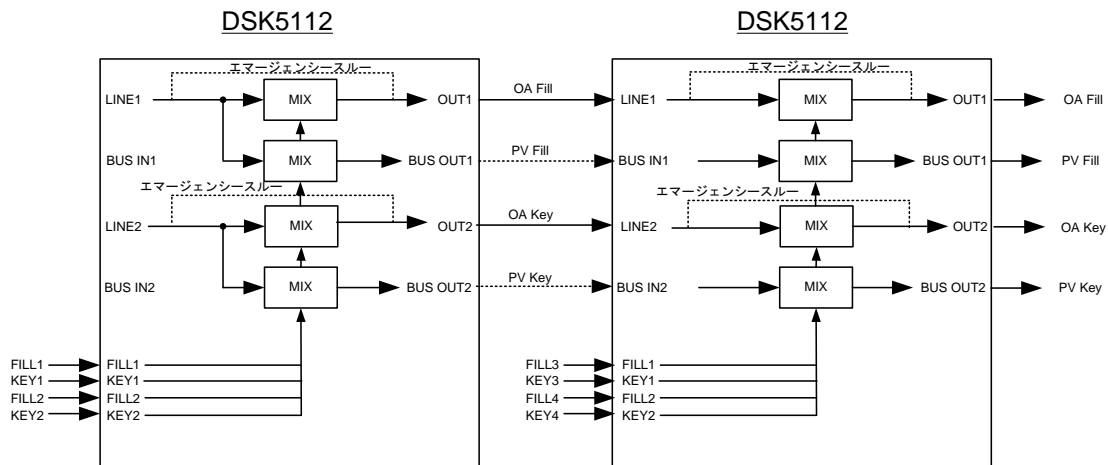 DSK5112
DSK5112
エマージェンシースルー
LINE1
MIX
OUT1
OA Fill
BUS IN1
MIX
BUS OUT1
PV Fill
エマージェンシースルー
LINE2
MIX
OUT2
OA Key
BUS IN2
MIX
BUS OUT2
PV Key
FILL1
FILL1
KEY1
KEY1
FILL2
FILL2
KEY2
KEY2
エマージェンシースルー
LINE1
MIX
OUT1
OA Fill
BUS IN1
MIX
BUS OUT1
PV Fill
エマージェンシースルー
LINE2
MIX
OUT2
OA Key
BUS IN2
MIX
BUS OUT2
PV Key
FILL3
FILL1
KEY3
KEY1
FILL4
FILL2
KEY4
KEY2